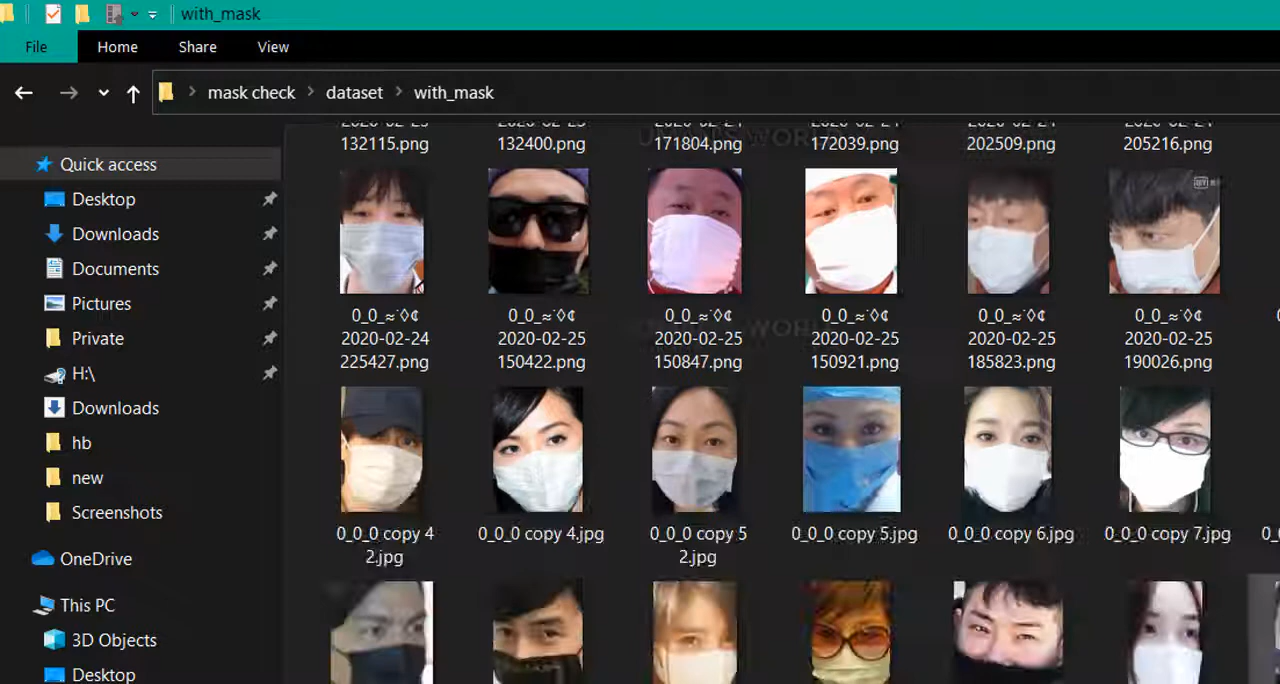 with_mask
File Home Share View
mask check > dataset > with_mask
132115.png 132400.png 171804.png 172039.png 202509.png 205216.png
Quick access
Desktop
Downloads
Documents
Pictures
Private
H:\
Downloads
hb
new
Screenshots
OneDrive
This PC
3D Objects
Desktop
0_0_≈˙◊¢ 0_0_≈˙◊¢ 0_0_≈˙◊¢ 0_0_≈˙◊¢ 0_0_≈˙◊¢ 0_0_≈˙◊¢
2020-02-24 2020-02-25 2020-02-25 2020-02-25 2020-02-25 2020-02-25
225427.png 150422.png 150847.png 150921.png 185823.png 190026.png
0_0_0 copy 4 0_0_0 copy 4.jpg 0_0_0 copy 5 0_0_0 copy 5.jpg 0_0_0 copy 6.jpg 0_0_0 copy 7.jpg
2.jpg 2.jpg